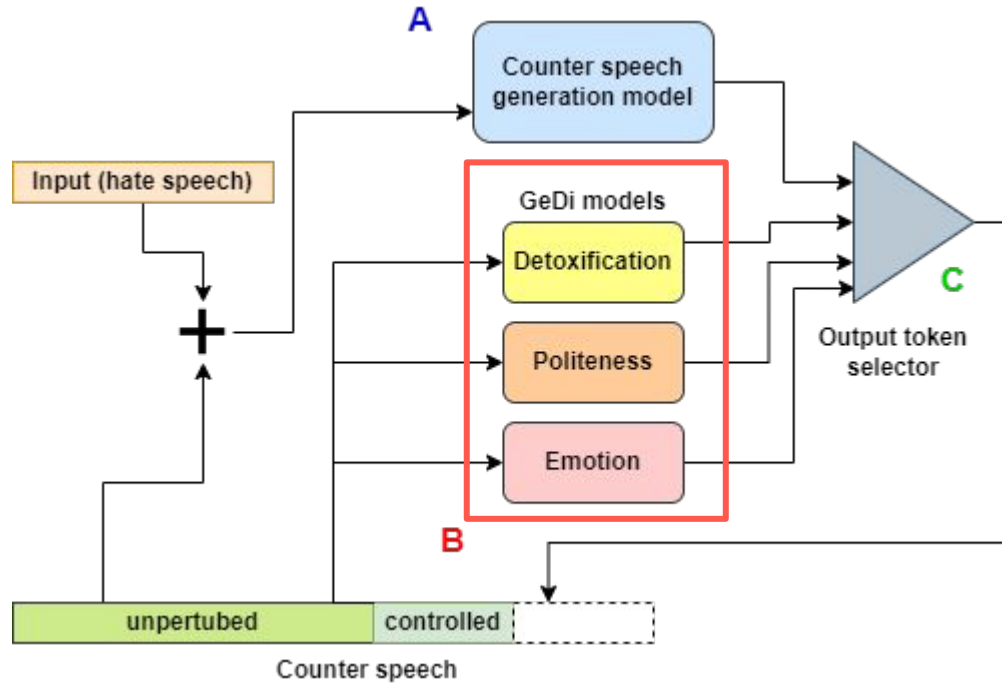 A
Counter speech
generation model
Input (hate speech)
GeDi models
Detoxification
Politeness
Emotion
C
Output token
selector
B
unpertubed
controlled
Counter speech